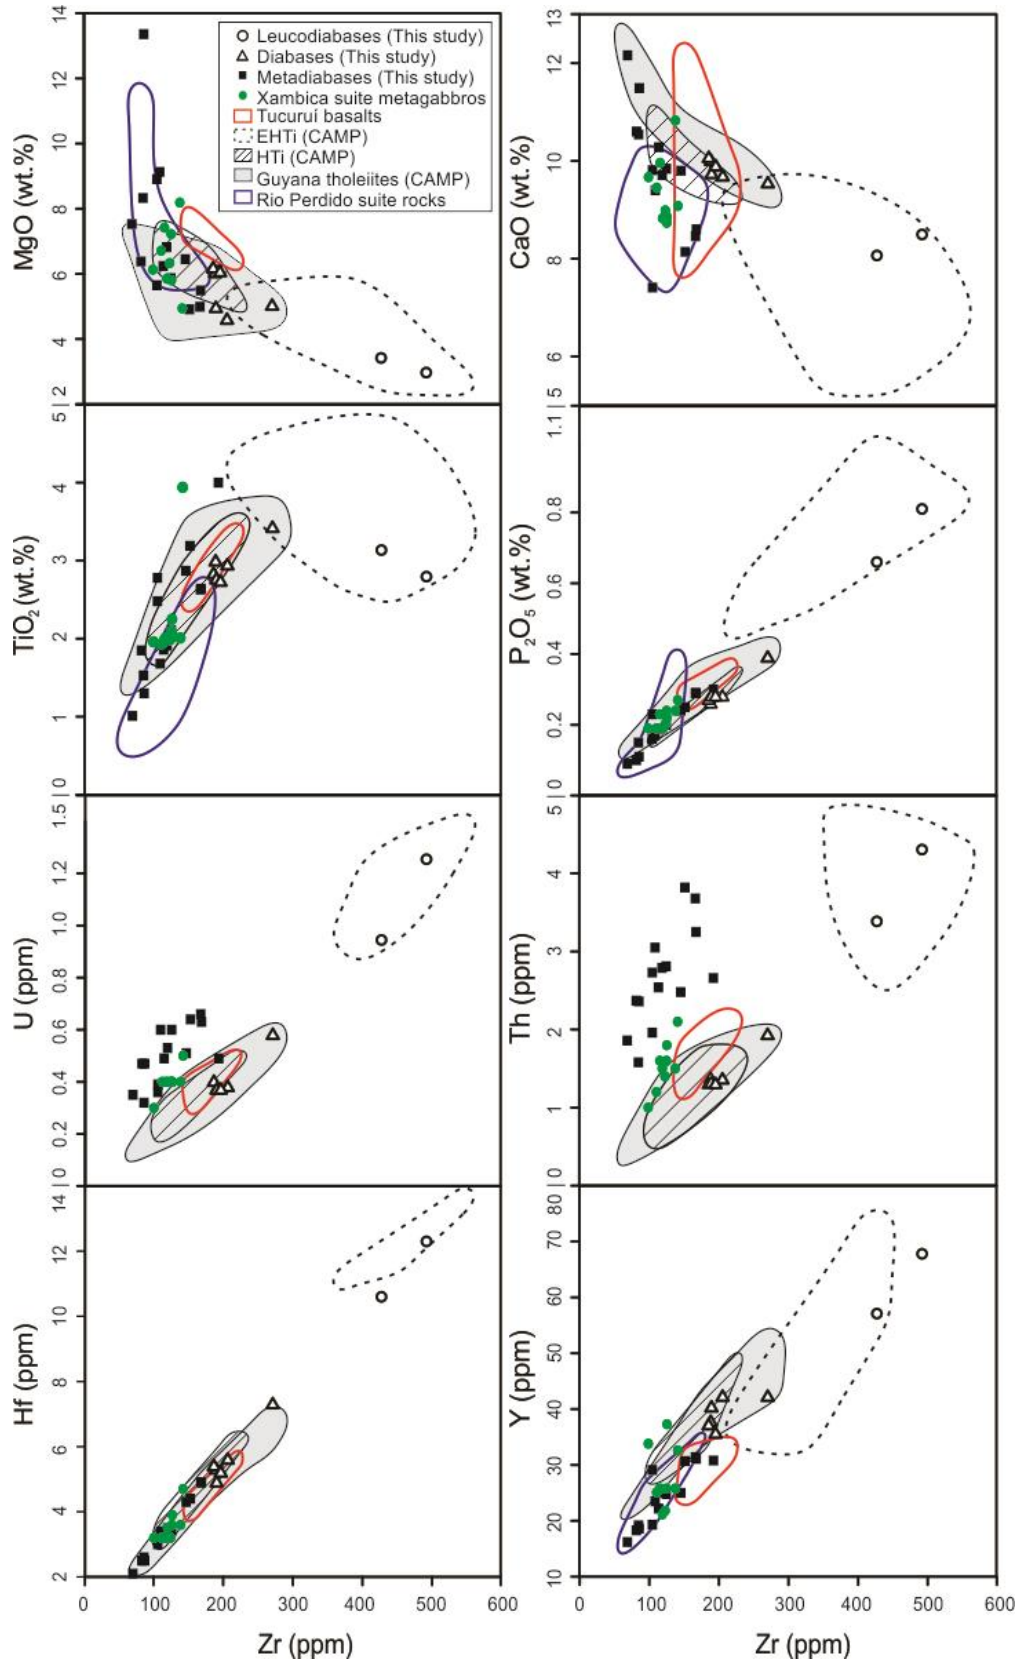 14
12
10
8
6
4
2
MgO (wt.%)
Leucodiabases (This study)
Diabases (This study)
Metadiabases (This study)
Xambica suite metagabbros
Tucuruí basalts
EHTi (CAMP)
HTi (CAMP)
Guyana tholeiites (CAMP)
Rio Perdido suite rocks
13
12
10
8
6
5
CaO (wt.%)
5
4
3
2
1
0
TiO2 (wt.%)
1.1
0.8
0.6
0.4
0.2
0
P2O5 (wt.%)
1.5
1.2
1.0
0.8
0.6
0.4
0.2
0
U (ppm)
5
4
3
2
1
0
Th (ppm)
14
12
10
8
6
4
2
Hf (ppm)
0 100 200 300 400 500 600
Zr (ppm)
80
70
60
50
40
30
20
10
Y (ppm)
0 100 200 300 400 500 600
Zr (ppm)